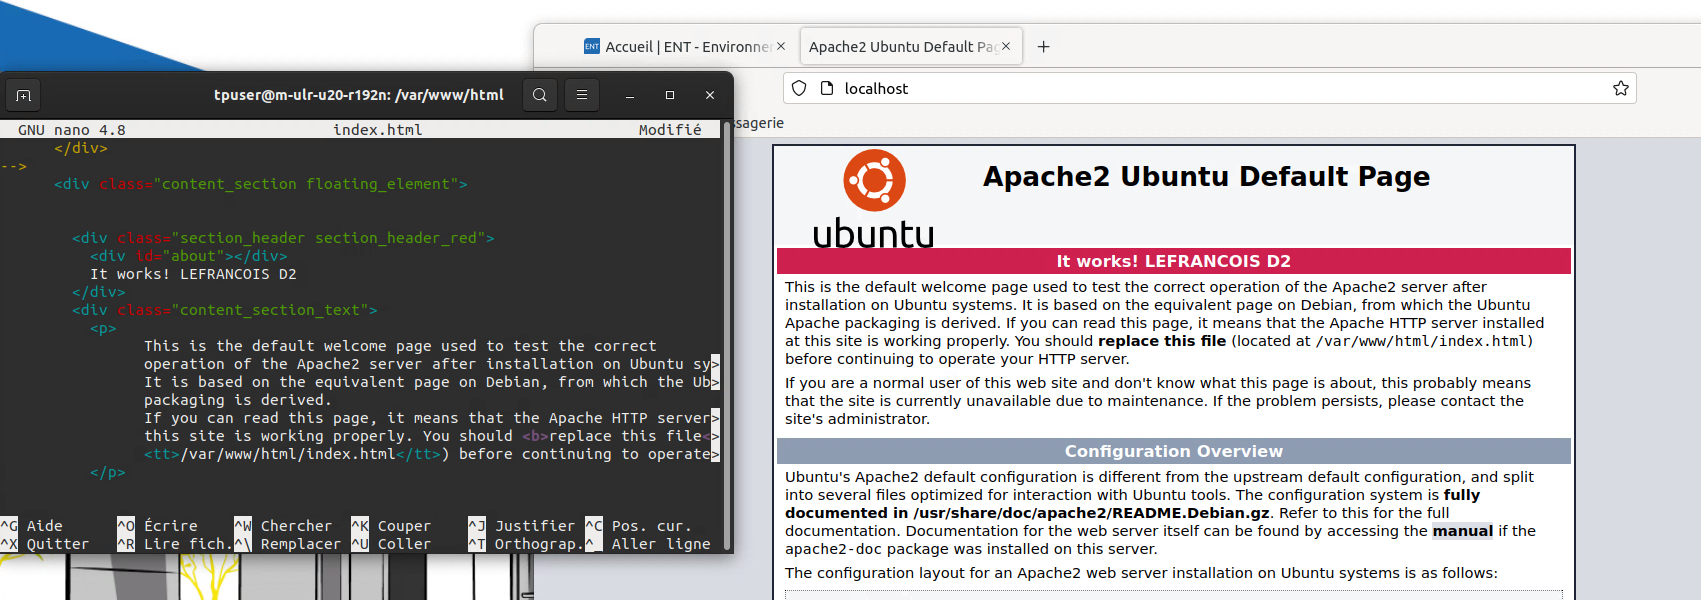 tpuser@m-ulr-u20-r192n: /var/www/html
GNU nano 4.8 index.html Modifié
</div>
-->
<div class="content_section floating_element">
<div class="section_header section_header_red">
<div id="about"></div>
It works! LEFRANCOIS D2
</div>
<div class="content_section_text">
<p>
This is the default welcome page used to test the correct
operation of the Apache2 server after installation on Ubuntu sy>
It is based on the equivalent page on Debian, from which the Ub>
packaging is derived.
If you can read this page, it means that the Apache HTTP server>
this site is working properly. You should <b>replace this file<>
<tt>/var/www/html/index.html</tt>) before continuing to operate>
</p>
^G Aide ^O Écrire ^W Chercher ^K Couper ^J Justifier ^C Pos. cur.
^X Quitter ^R Lire fich. ^\ Remplacer ^U Coller ^T Orthograp. ^_ Aller ligne
ENT Accueil | ENT - Environne × Apache2 Ubuntu Default Pag × +
localhost
ssagerie
Apache2 Ubuntu Default Page
ubuntu
It works! LEFRANCOIS D2
This is the default welcome page used to test the correct operation of the Apache2 server after
installation on Ubuntu systems. It is based on the equivalent page on Debian, from which the Ubuntu
Apache packaging is derived. If you can read this page, it means that the Apache HTTP server installed
at this site is working properly. You should replace this file (located at /var/www/html/index.html)
before continuing to operate your HTTP server.
If you are a normal user of this web site and don't know what this page is about, this probably means
that the site is currently unavailable due to maintenance. If the problem persists, please contact the
site's administrator.
Configuration Overview
Ubuntu's Apache2 default configuration is different from the upstream default configuration, and split
into several files optimized for interaction with Ubuntu tools. The configuration system is fully
documented in /usr/share/doc/apache2/README.Debian.gz. Refer to this for the full
documentation. Documentation for the web server itself can be found by accessing the manual if the
apache2-doc package was installed on this server.
The configuration layout for an Apache2 web server installation on Ubuntu systems is as follows: